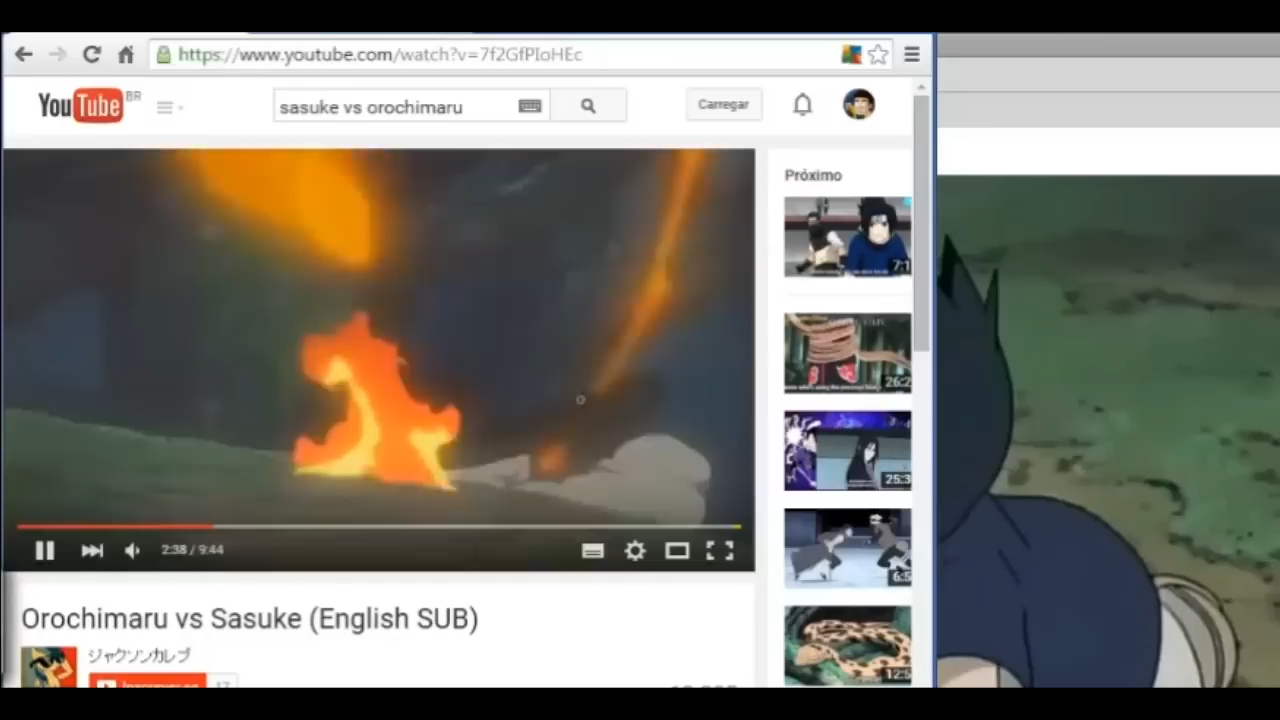 https://www.youtube.com/watch?v=7f2GfPIoHEc
YouTube BR
sasuke vs orochimaru
Carregar
Próximo
7:1
26:2
25:3
6:5
12:5
2:38 / 9:44
Orochimaru vs Sasuke (English SUB)
ジャクソンカレブ
17